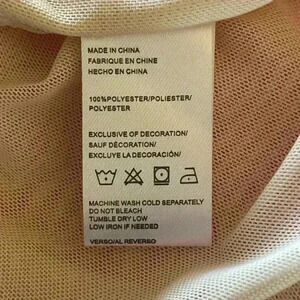 MADE IN CHINA
FABRIQUE EN CHINE
HECHO EN CHINA
100%POLYESTER/POLIESTER/
POLYESTER
EXCLUSIVE OF DECORATION/
SAUF DÉCORATION/
EXCLUYE LA DECORACIÓN/
MACHINE WASH COLD SEPARATELY
DO NOT BLEACH
TUMBLE DRY LOW
LOW IRON IF NEEDED
VERSO/AL REVERSO